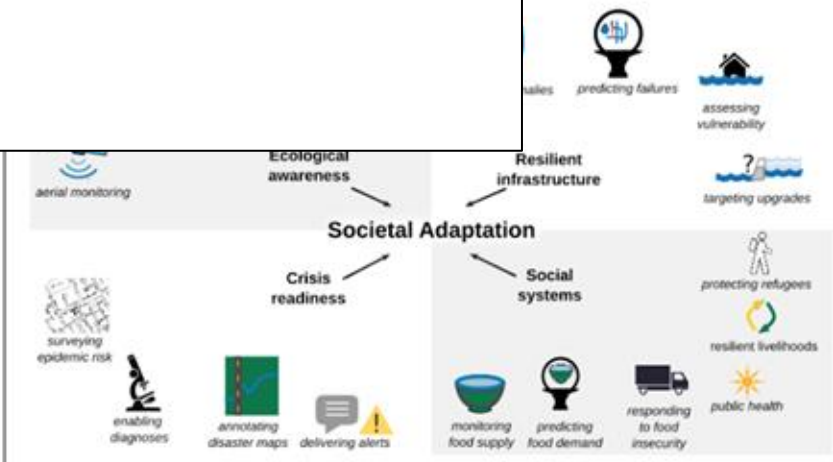 predicting failures
assessing
vulnerability
Ecological
awareness
aerial monitoring
Resilient
infrastructure
?
targeting upgrades
Societal Adaptation
Crisis
readiness
Social
systems
protecting refugees
resilient livelihoods
public health
surveying
epidemic risk
enabling
diagnoses
annotating
disaster maps
delivering alerts
monitoring
food supply
predicting
food demand
responding
to food
insecurity